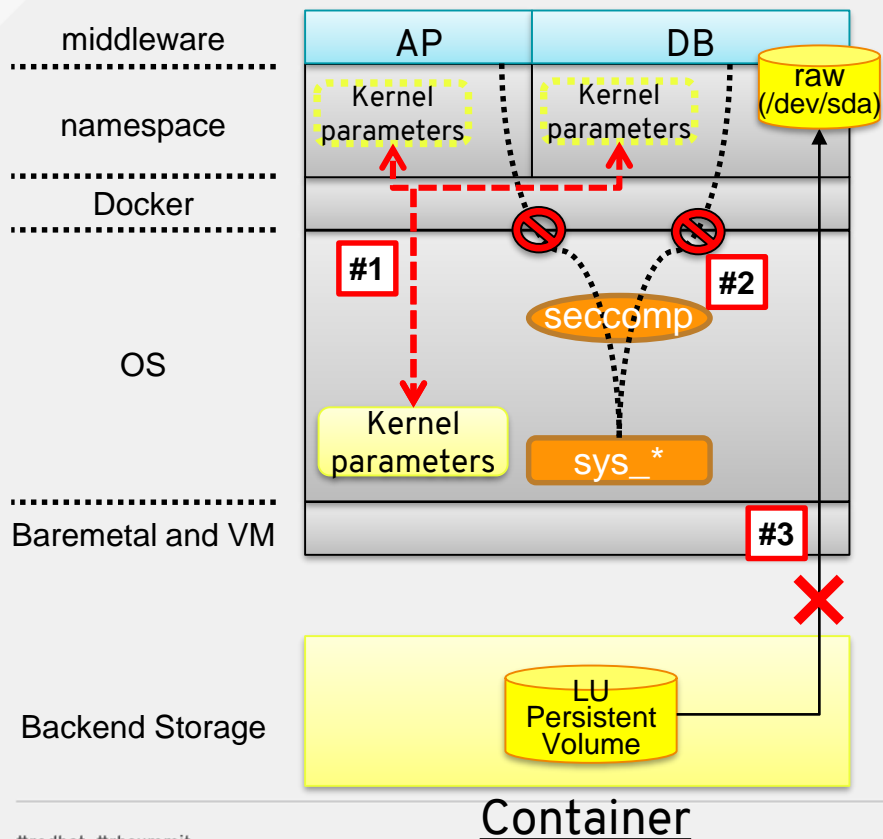 middleware
AP
DB
raw
(/dev/sda)
namespace
Kernel
parameters
Kernel
parameters
Docker
#1
#2
seccomp
OS
Kernel
parameters
sys_*
Baremetal and VM
#3
Backend Storage
LU
Persistent
Volume
Container